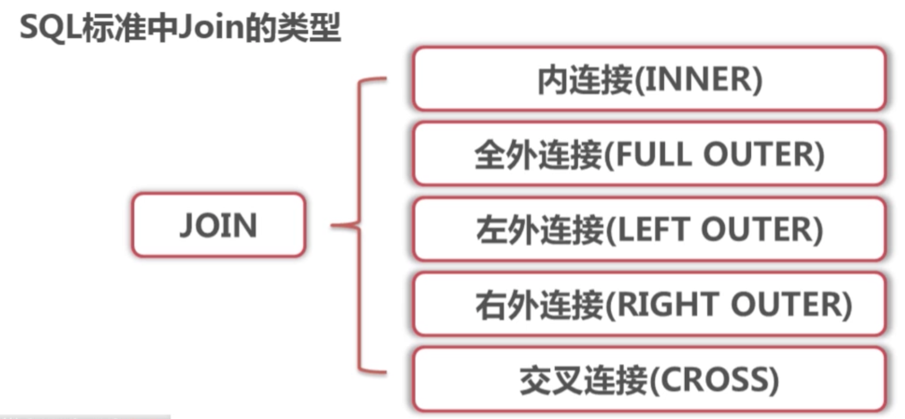 SQL标准中Join的类型
内连接(INNER)
全外连接(FULL OUTER)
JOIN
左外连接(LEFT OUTER)
右外连接(RIGHT OUTER)
交叉连接(CROSS)